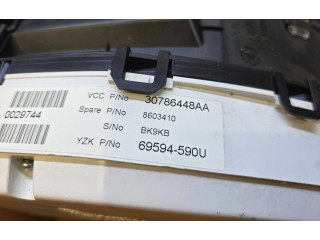 VCC P/No 30786448AA
0029744
Spare P/No 8603410
S/No BK9KB
YZK P/No 69594-590U